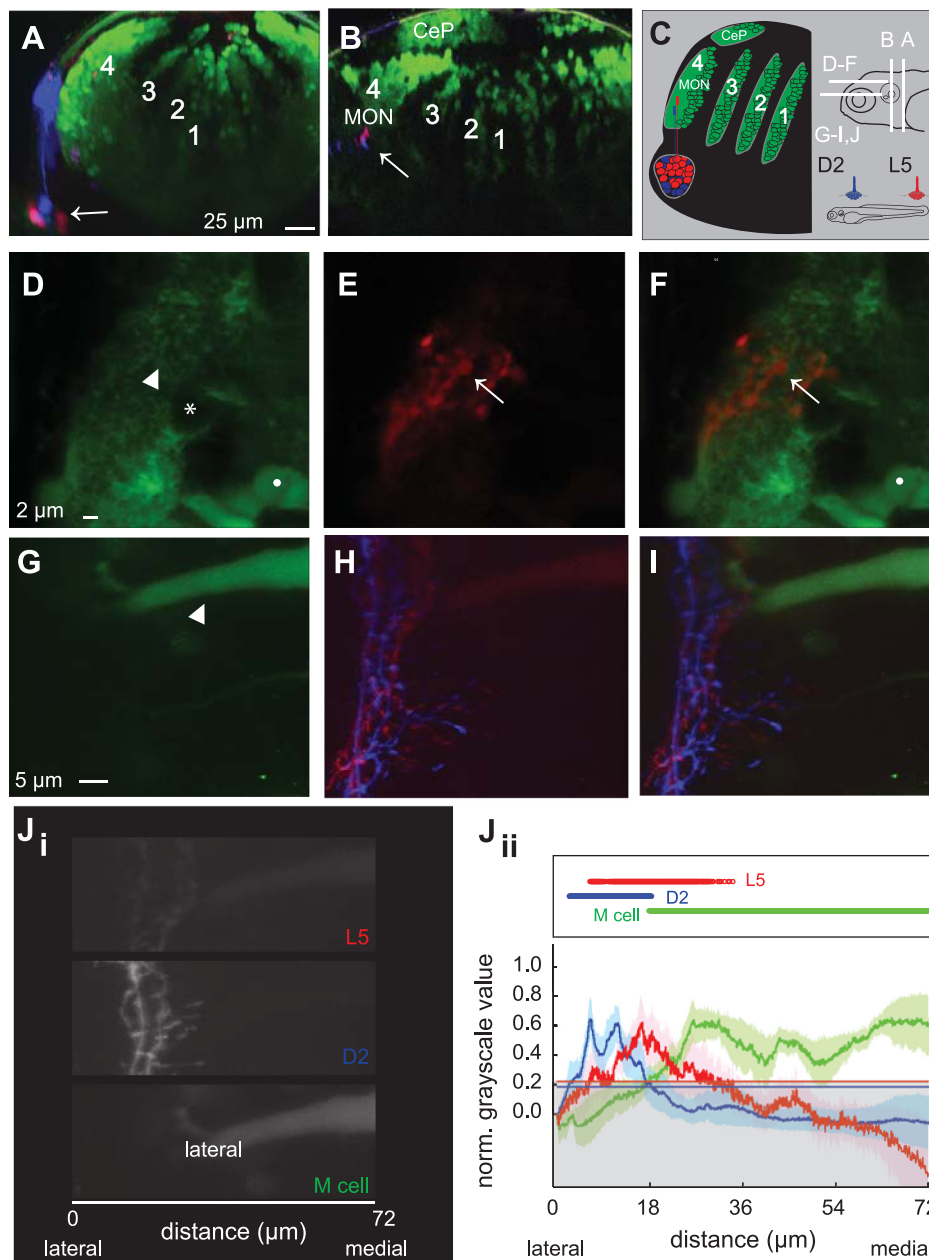 A
4
3
2
1
25 µm
B
CeP
4
MON
3
2
1
C
CeP
4
MON
3
2
1
B A
D-F
G-I,J
D2 L5
D
*
2 µm
E
F
G
5 µm
H
I
J i
L5
D2
lateral
M cell
0 72
distance (µm)
lateral medial
J ii
L5
D2
M cell
norm. grayscale value
1.0
0.8
0.6
0.4
0.2
0.0
0 18 36 54 72
distance (µm)
lateral medial